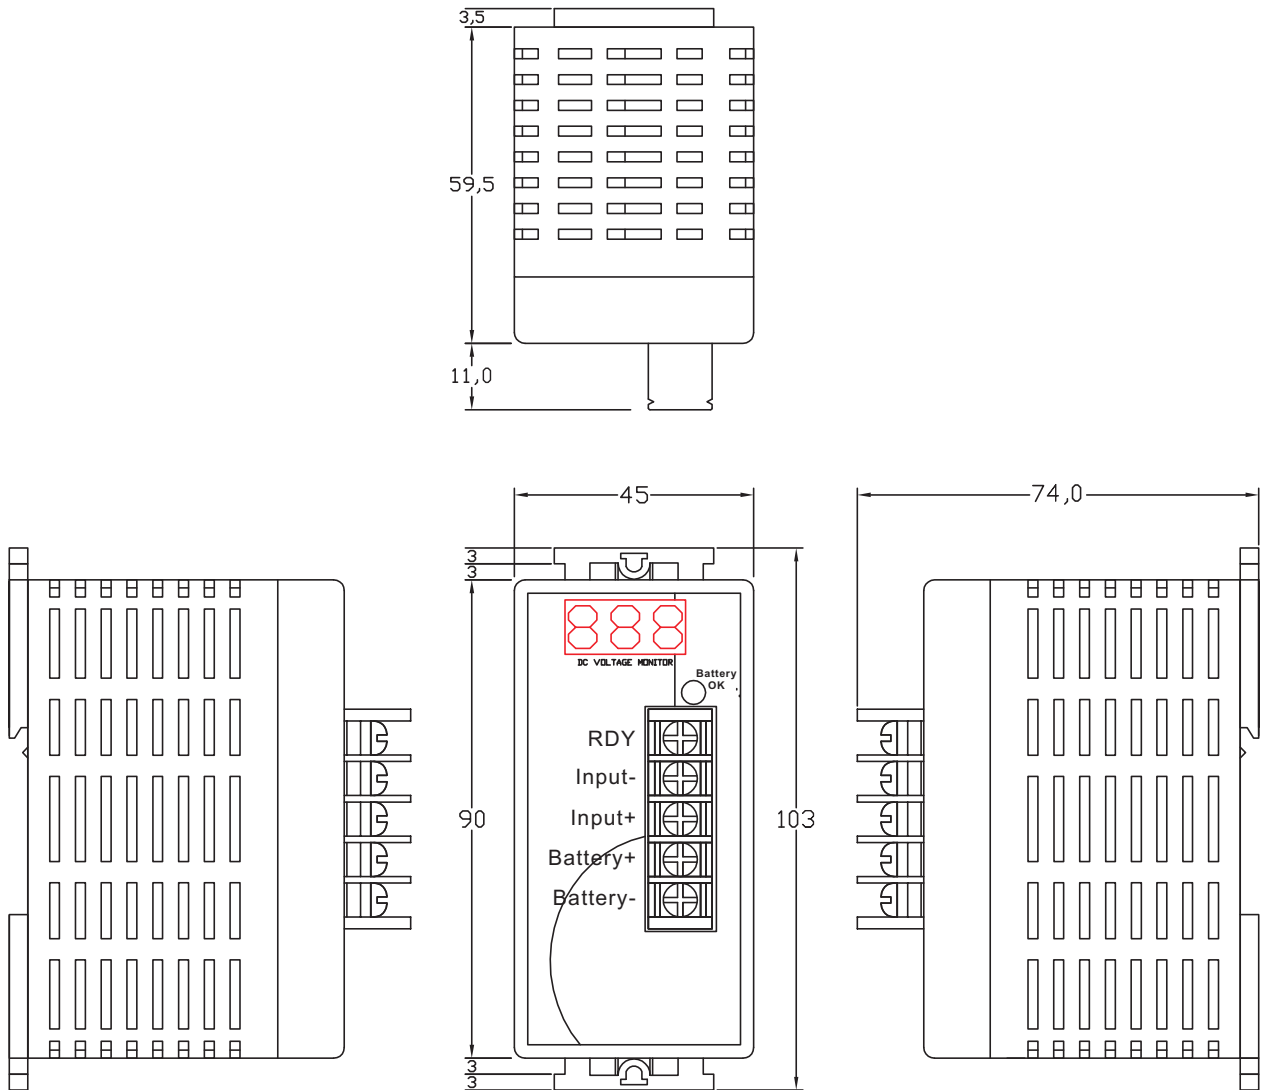 3,5
59,5
11,0
45
74,0
3
3
DC VOLTAGE MONITOR
Battery
OK
RDY
Input-
Input+
90
103
Battery+
Battery-
3
3